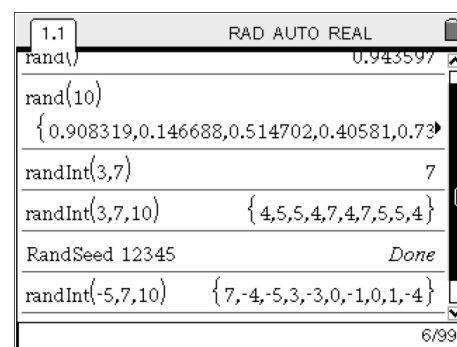 1.1 RAD AUTO REAL
rand() 0.943597
rand(10)
{0.908319,0.146688,0.514702,0.40581,0.73
randInt(3,7) 7
randInt(3,7,10) {4,5,5,4,7,4,7,5,5,4}
RandSeed 12345 Done
randInt(-5,7,10) {7,-4,-5,3,-3,0,-1,0,1,-4}
6/99